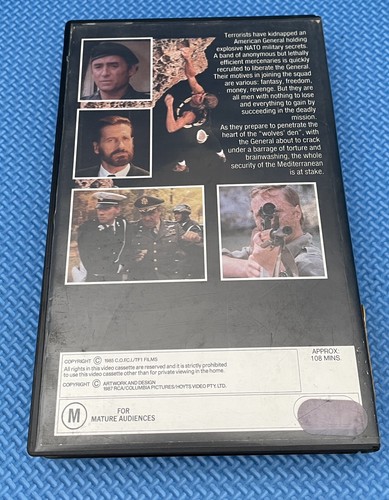 Terrorists have kidnapped an
American General holding
explosive NATO military secrets.
A band of anonymous but lethally
efficient mercenaries is quickly
recruited to liberate the General.
Their motives in joining the squad
are various: fantasy, freedom,
money, revenge. But they are
all men with nothing to lose
and everything to gain by
succeeding in the deadly
mission.
As they prepare to penetrate the
heart of the "wolves' den", with
the General about to crack
under a barrage of torture and
brainwashing, the whole
security of the Mediterranean
is at stake.
COPYRIGHT © 1985 C.O.F.C.I./TF1 FILMS
All rights in this video cassette are reserved and it is strictly prohibited
to use this video cassette other than for private viewing in the home.
COPYRIGHT © ARTWORK AND DESIGN
1987 RCA/COLUMBIA PICTURES/HOYTS VIDEO PTY. LTD.
APPROX:
108 MINS.
M FOR
MATURE AUDIENCES